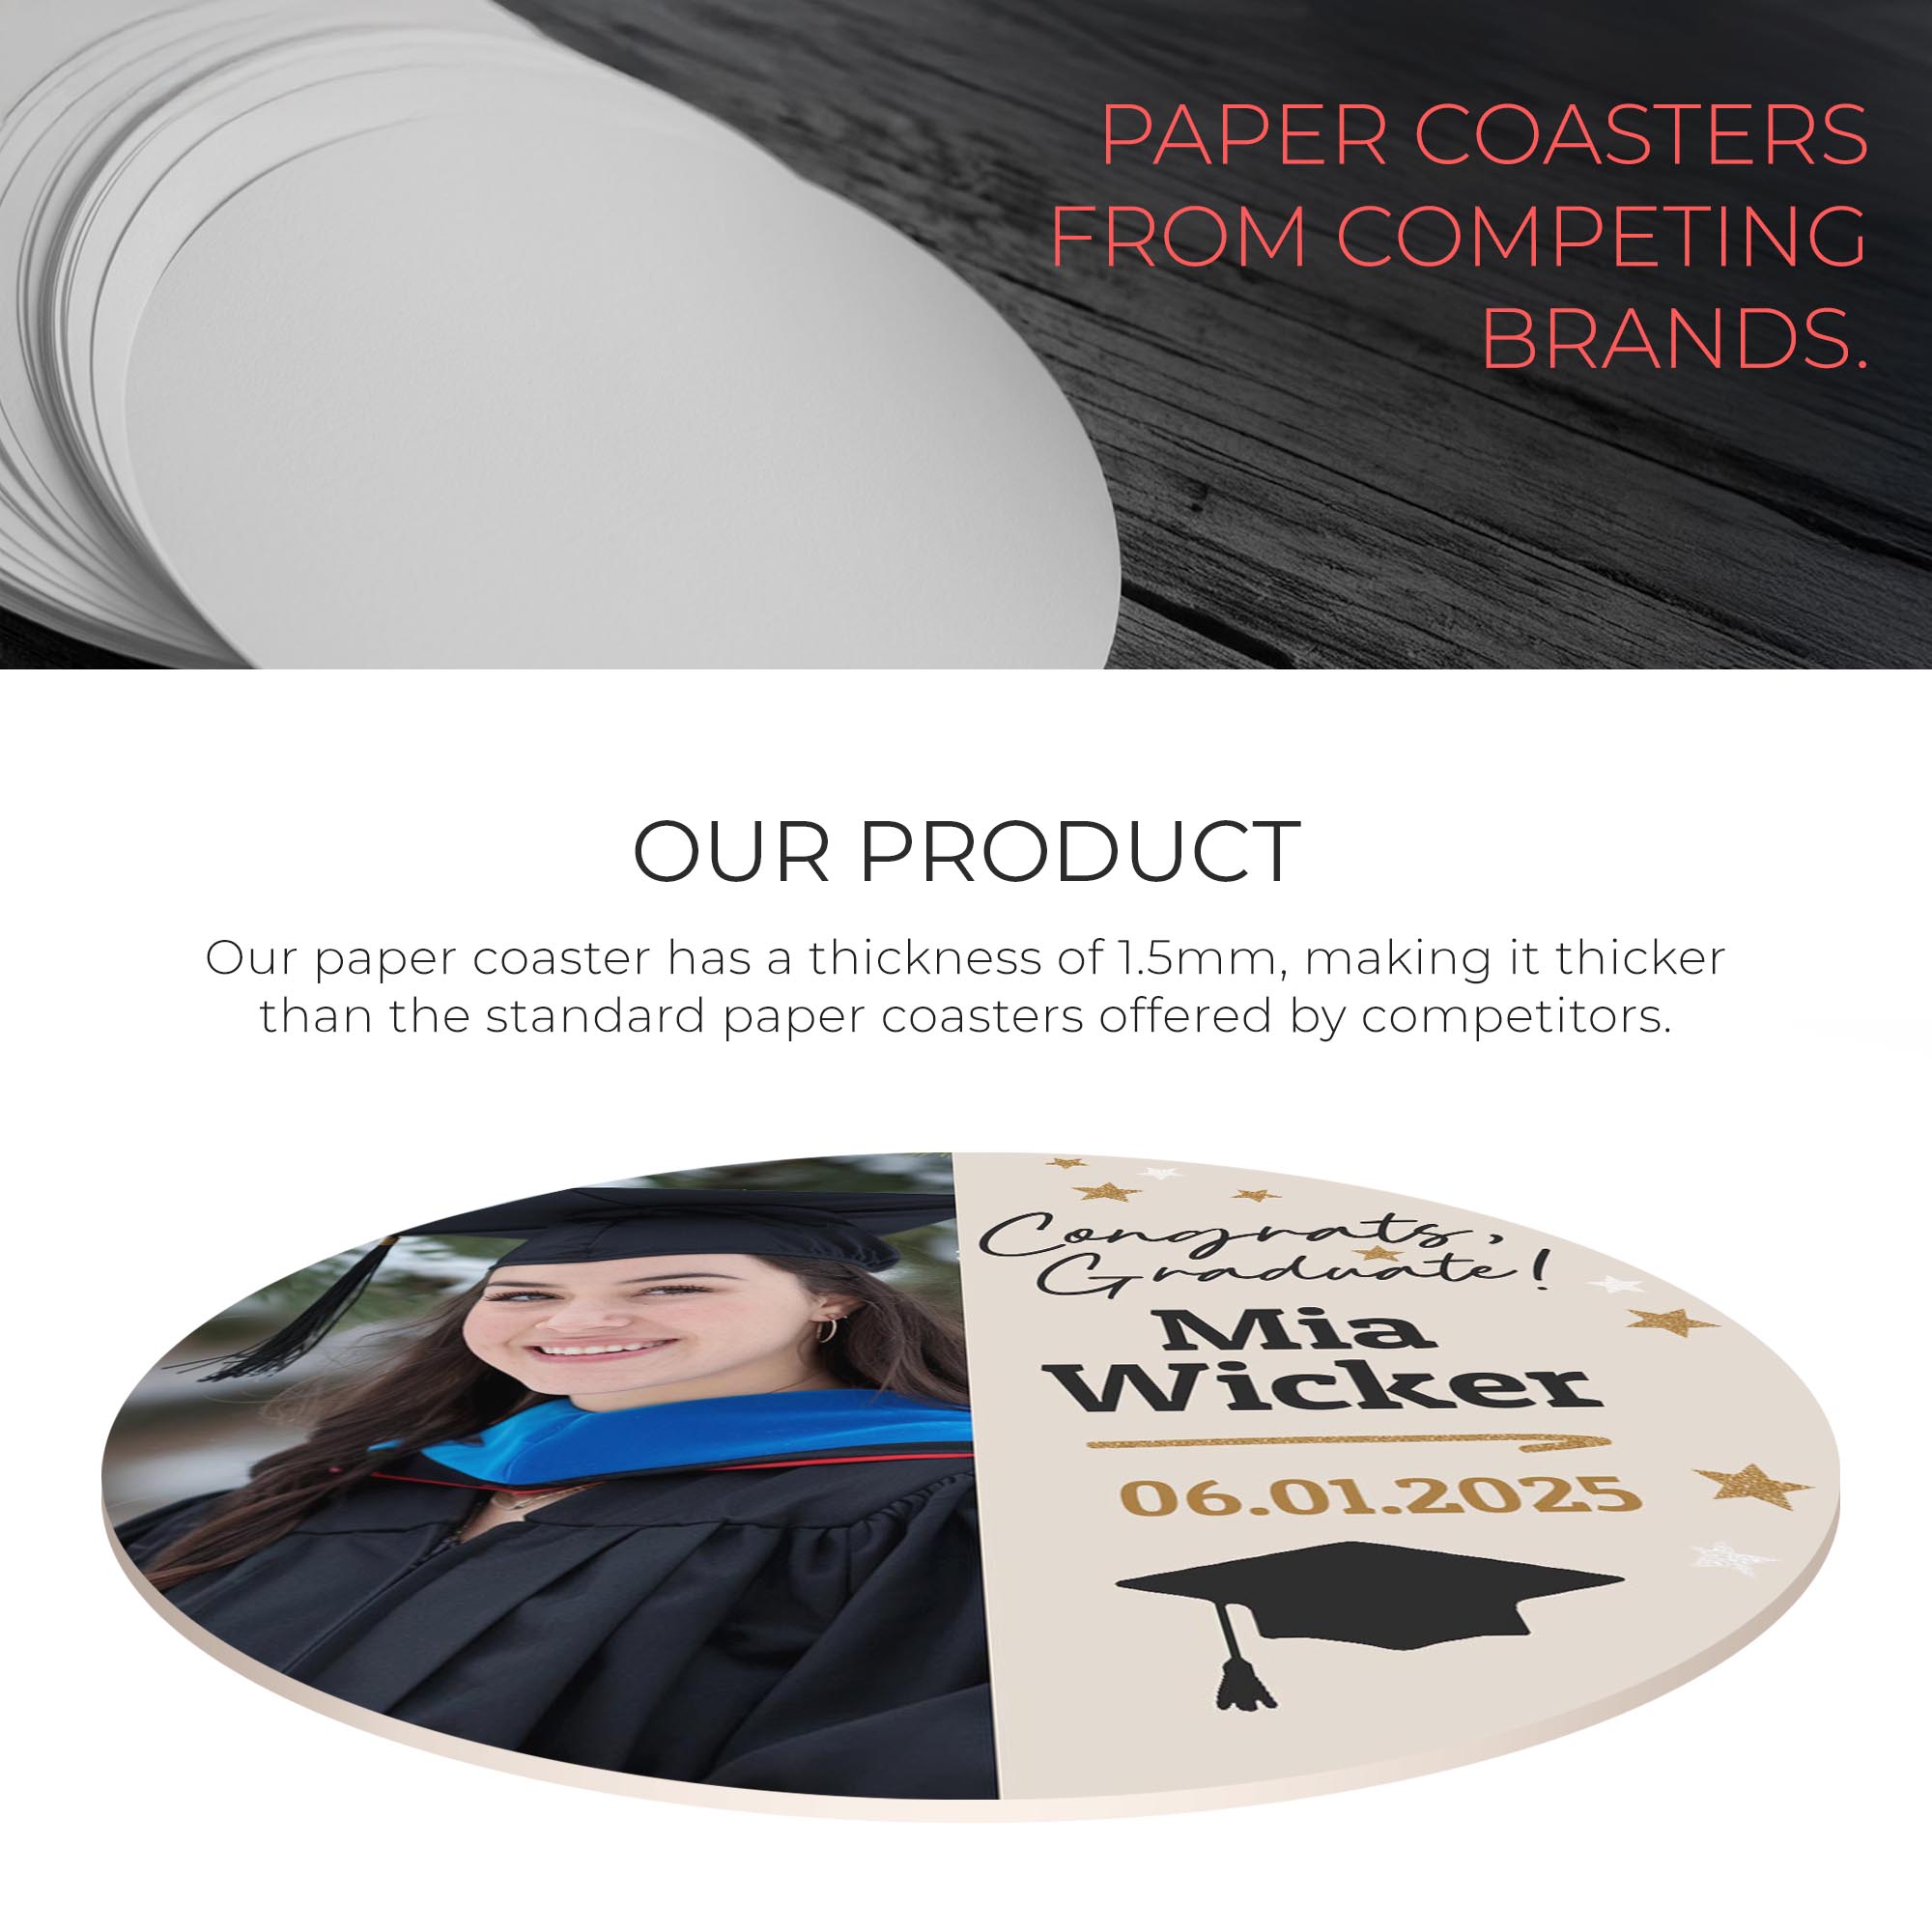 PAPER COASTERS
FROM COMPETING
BRANDS.
OUR PRODUCT
Our paper coaster has a thickness of 1.5mm, making it thicker
than the standard paper coasters offered by competitors.
Congrats,
Graduate!
Mia
Wicker
06.01.2025